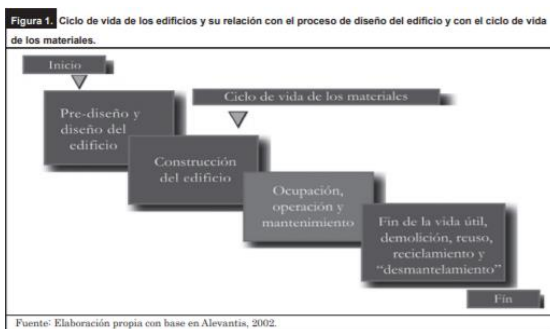 Figura 1. Ciclo de vida de los edificios y su relación con el proceso de diseño del edificio y con el ciclo de vida
de los materiales.
Inicio
Ciclo de vida de los materiales
Pre-diseño y
diseño del
edificio
Construcción
del edificio
Ocupación,
operación y
mantenimiento
Fin de la vida útil,
demolición, reuso,
reciclamiento y
"desmantelamiento"
Fín
Fuente: Elaboración propia con base en Alevantis, 2002.